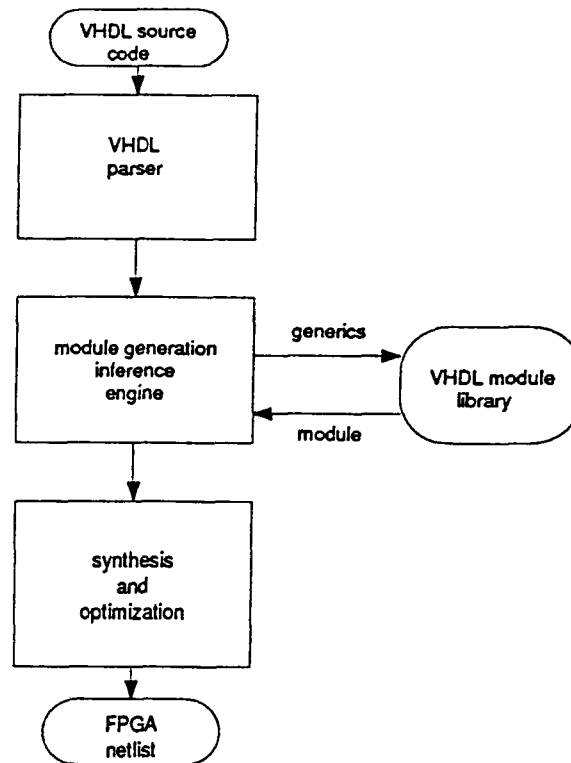 VHDL source
code
VHDL
parser
module generation
inference
engine
generics
VHDL module
library
module
synthesis
and
optimization
FPGA
netlist